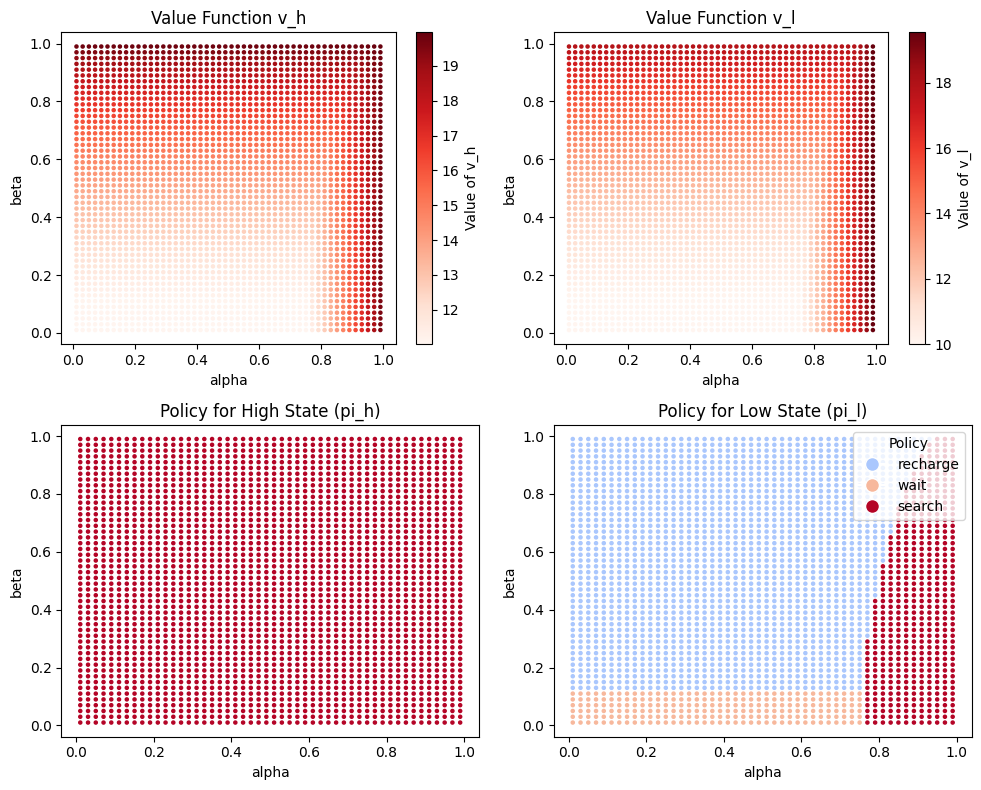 Value Function v_h
1.0
0.8
0.6
0.4
0.2
0.0
beta
0.0 0.2 0.4 0.6 0.8 1.0
alpha
19
18
17
16
15
14
13
12
Value of v_h
Value Function v_l
1.0
0.8
0.6
0.4
0.2
0.0
beta
0.0 0.2 0.4 0.6 0.8 1.0
alpha
18
16
14
12
10
Value of v_l
Policy for High State (pi_h)
1.0
0.8
0.6
0.4
0.2
0.0
beta
0.0 0.2 0.4 0.6 0.8 1.0
alpha
Policy for Low State (pi_l)
1.0
0.8
0.6
0.4
0.2
0.0
beta
0.0 0.2 0.4 0.6 0.8 1.0
alpha
Policy
recharge
wait
search